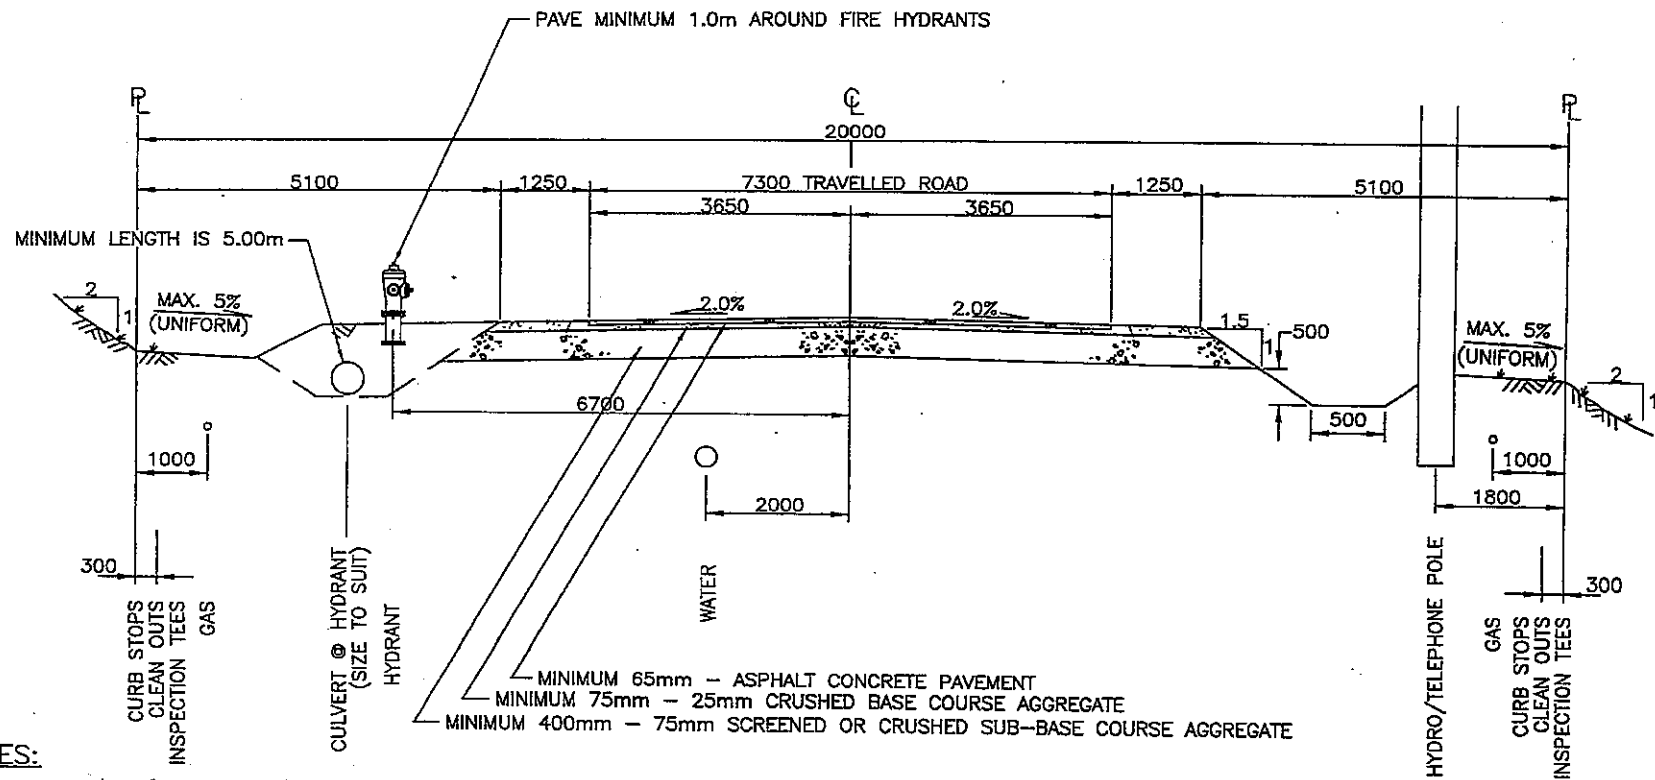 PAVE MINIMUM 1.0m AROUND FIRE HYDRANTS
PL
CL
PL
20000
5100
1250
7300 TRAVELLED ROAD
1250
5100
3650
3650
MINIMUM LENGTH IS 5.00m
2
1
MAX. 5%
(UNIFORM)
2.0%
2.0%
1.5
1
500
MAX. 5%
(UNIFORM)
2
1
6700
500
1000
1000
2000
1800
300
300
CURB STOPS
CLEAN OUTS
INSPECTION TEES
GAS
CULVERT @ HYDRANT
(SIZE TO SUIT)
HYDRANT
WATER
HYDRO/TELEPHONE POLE
GAS
CURB STOPS
CLEAN OUTS
INSPECTION TEES
MINIMUM 65mm – ASPHALT CONCRETE PAVEMENT
MINIMUM 75mm – 25mm CRUSHED BASE COURSE AGGREGATE
MINIMUM 400mm – 75mm SCREENED OR CRUSHED SUB–BASE COURSE AGGREGATE
ES: